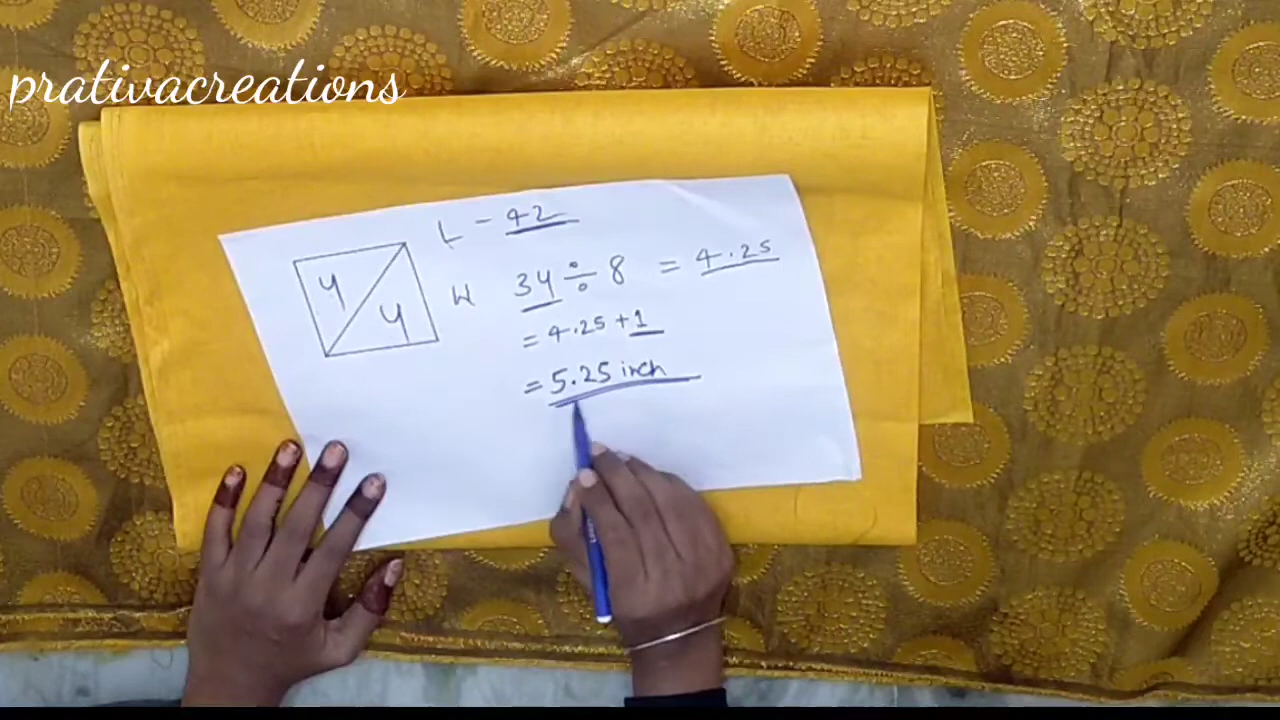 prativacreations
L - 42
W 34 ÷ 8 = 4.25
= 4.25 + 1
= 5.25 inch
4
4